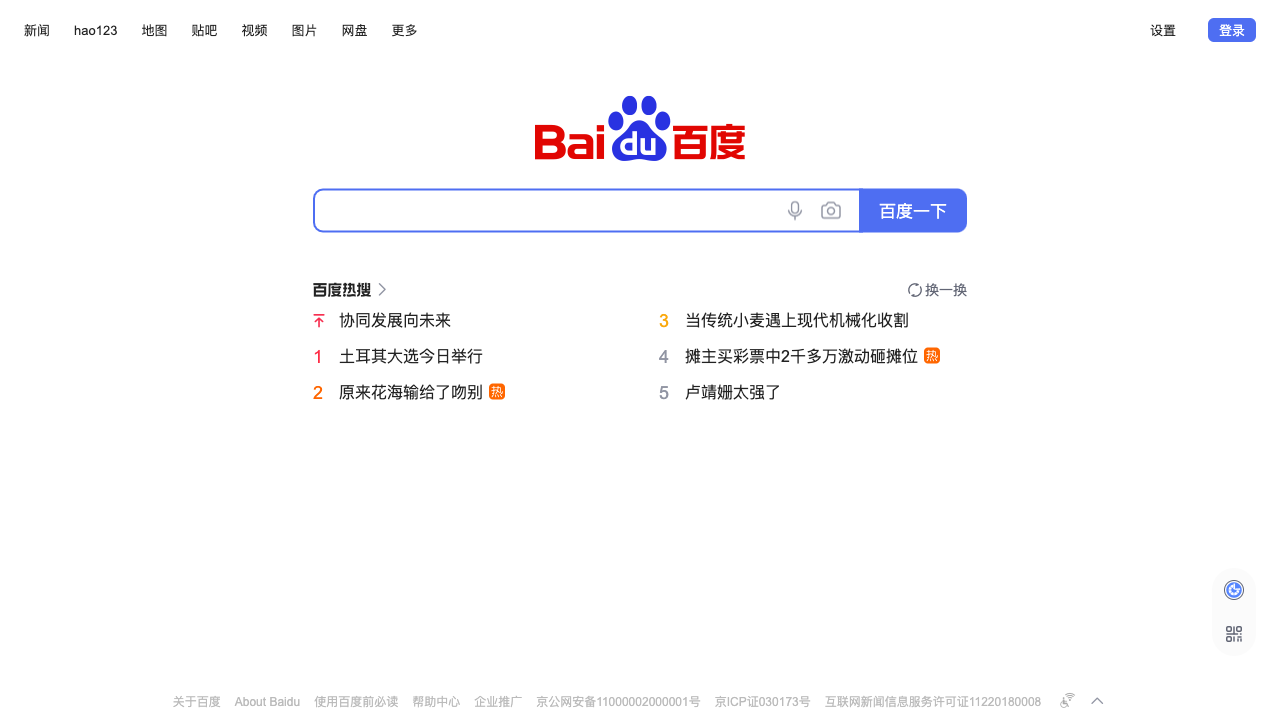 新闻 hao123 地图 贴吧 视频 图片 网盘 更多 设置 登录
Bai du 百度
百度一下
百度热搜 换一换
协同发展向未来
1 土耳其大选今日举行
2 原来花海输给了吻别 热
3 当传统小麦遇上现代机械化收割
4 摊主买彩票中2千多万激动砸摊位 热
5 卢靖姗太强了
关于百度 About Baidu 使用百度前必读 帮助中心 企业推广 京公网安备11000002000001号 京ICP证030173号 互联网新闻信息服务许可证11220180008